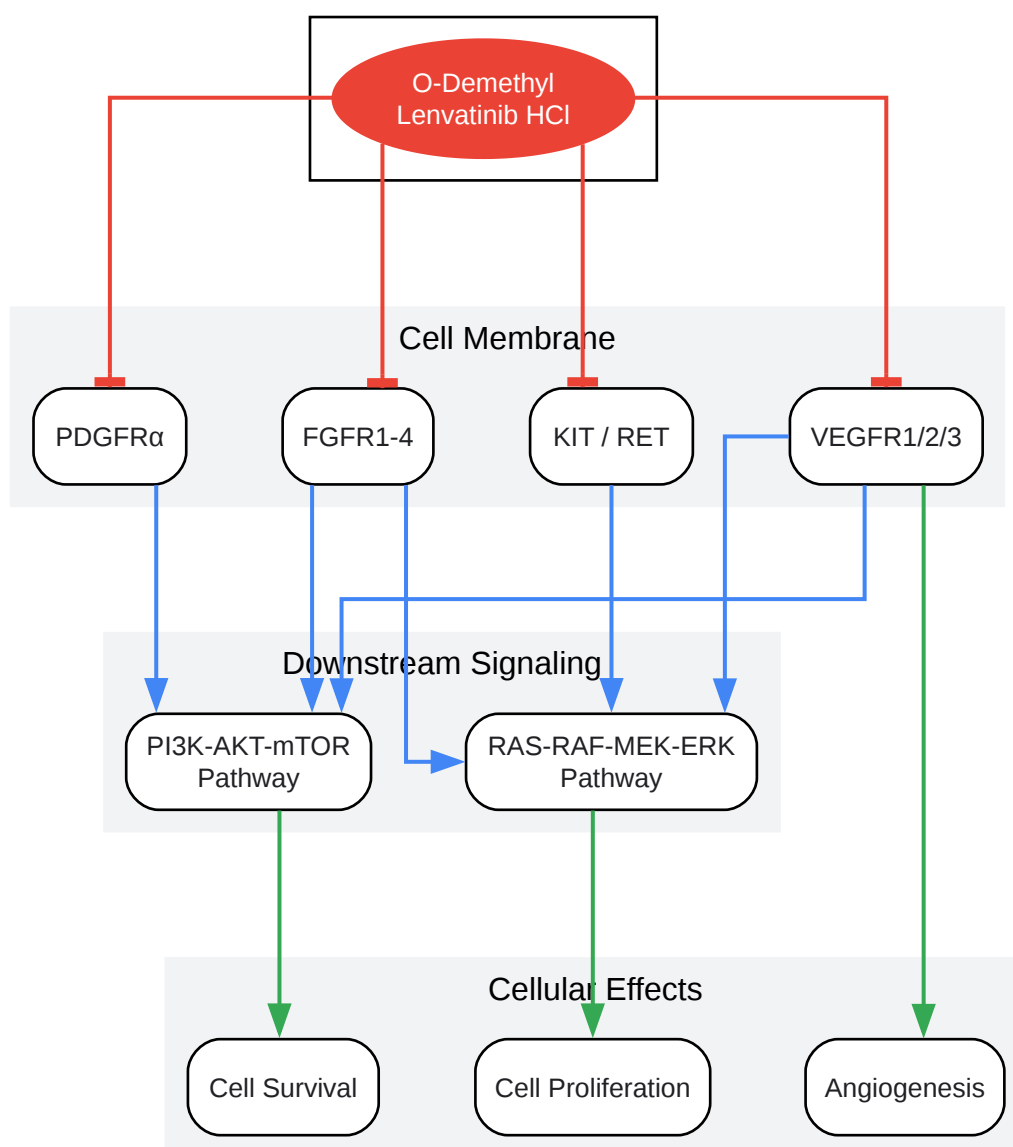 O-Demethyl
Lenvatinib HCl
Cell Membrane
PDGFRα
FGFR1-4
KIT / RET
VEGFR1/2/3
Downstream Signaling
PI3K-AKT-mTOR
Pathway
RAS-RAF-MEK-ERK
Pathway
Cellular Effects
Cell Survival
Cell Proliferation
Angiogenesis